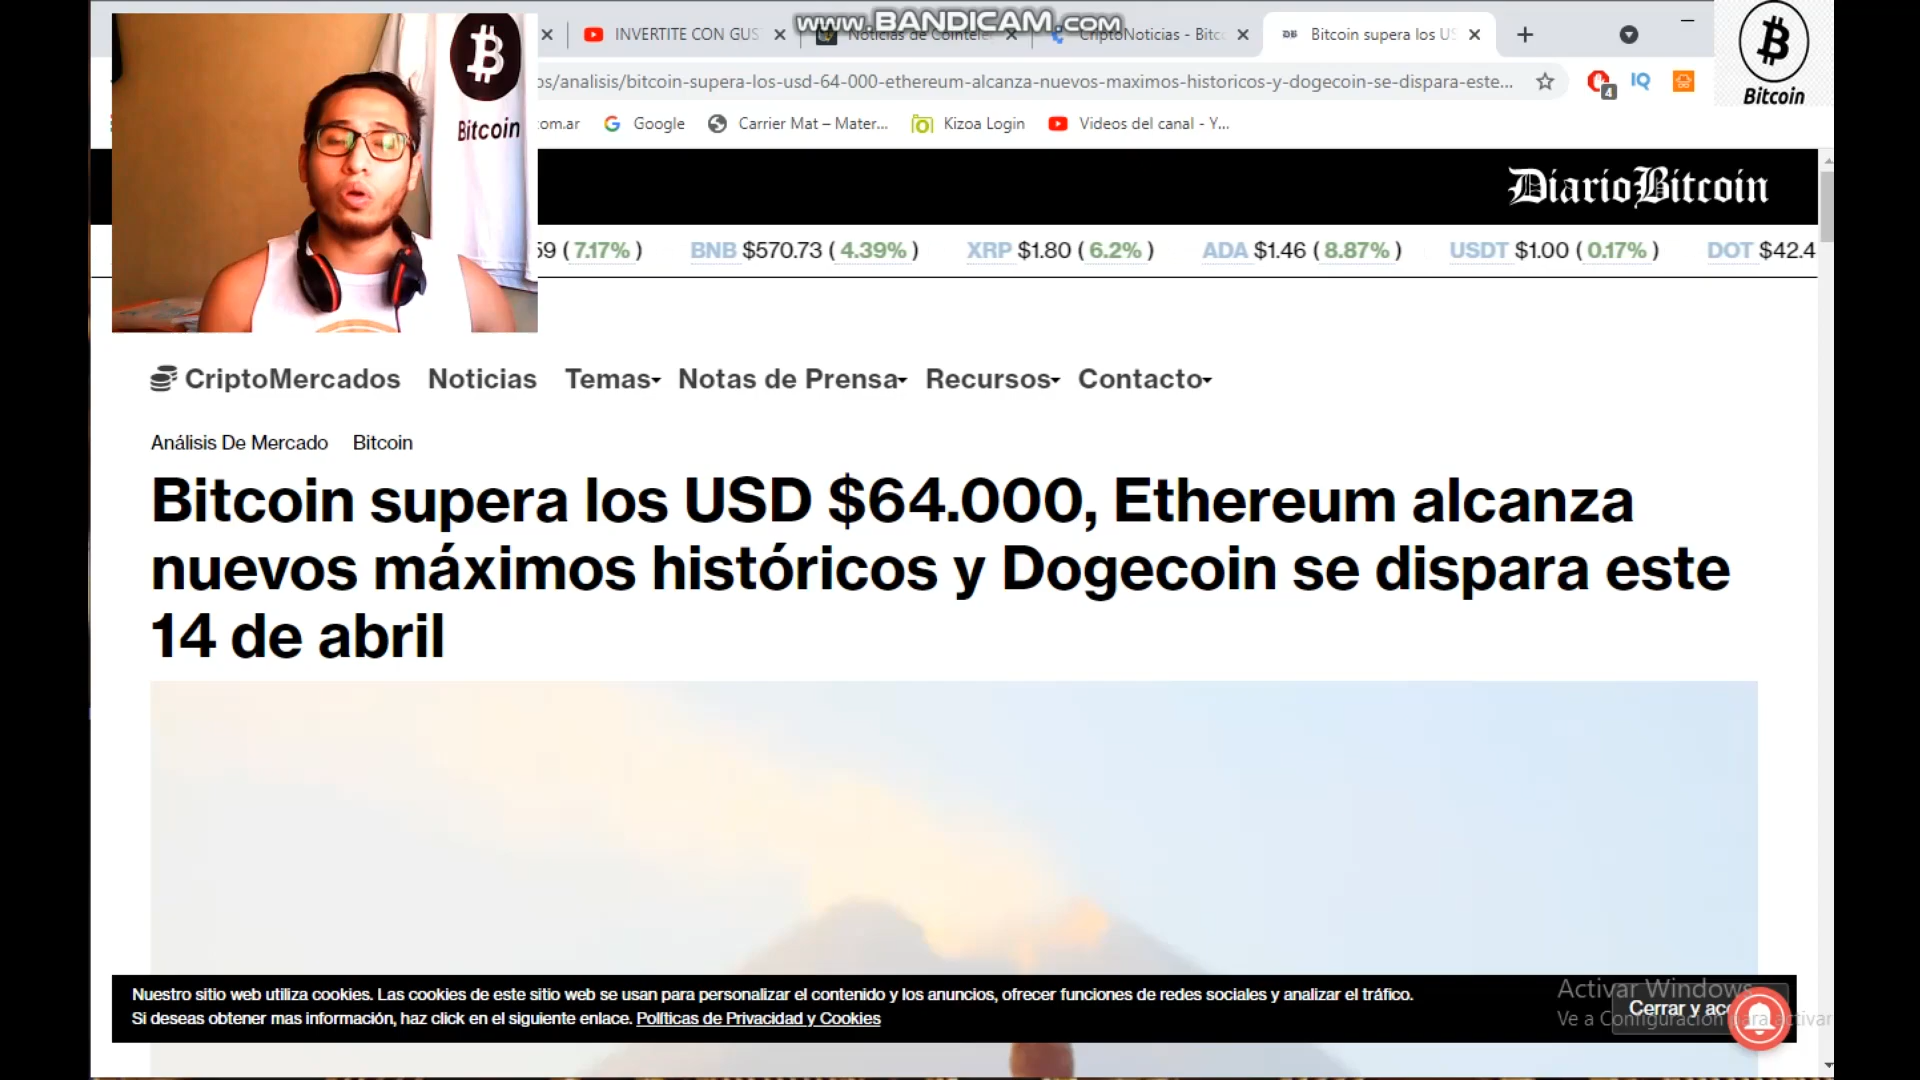 www.BANDICAM.com
INVERTITE CON GUS
Noticias de Cointele
CriptoNoticias - Bitc
Bitcoin supera los US
os/analisis/bitcoin-supera-los-usd-64-000-ethereum-alcanza-nuevos-maximos-historicos-y-dogecoin-se-dispara-este...
4
IQ
Bitcoin
Bitcoin
com.ar
Google
Carrier Mat – Mater...
Kizoa Login
Videos del canal - Y...
DiarioBitcoin
59 ( 7.17% )
BNB $570.73 ( 4.39% )
XRP $1.80 ( 6.2% )
ADA $1.46 ( 8.87% )
USDT $1.00 ( 0.17% )
DOT $42.4
CriptoMercados
Noticias
Temas
Notas de Prensa
Recursos
Contacto
Análisis De Mercado
Bitcoin
Bitcoin supera los USD $64.000, Ethereum alcanza
nuevos máximos históricos y Dogecoin se dispara este
14 de abril
Nuestro sitio web utiliza cookies. Las cookies de este sitio web se usan para personalizar el contenido y los anuncios, ofrecer funciones de redes sociales y analizar el tráfico.
Si deseas obtener mas información, haz click en el siguiente enlace. Políticas de Privacidad y Cookies
Cerrar y ac
Activar Windows
Ve a Configuración para activar